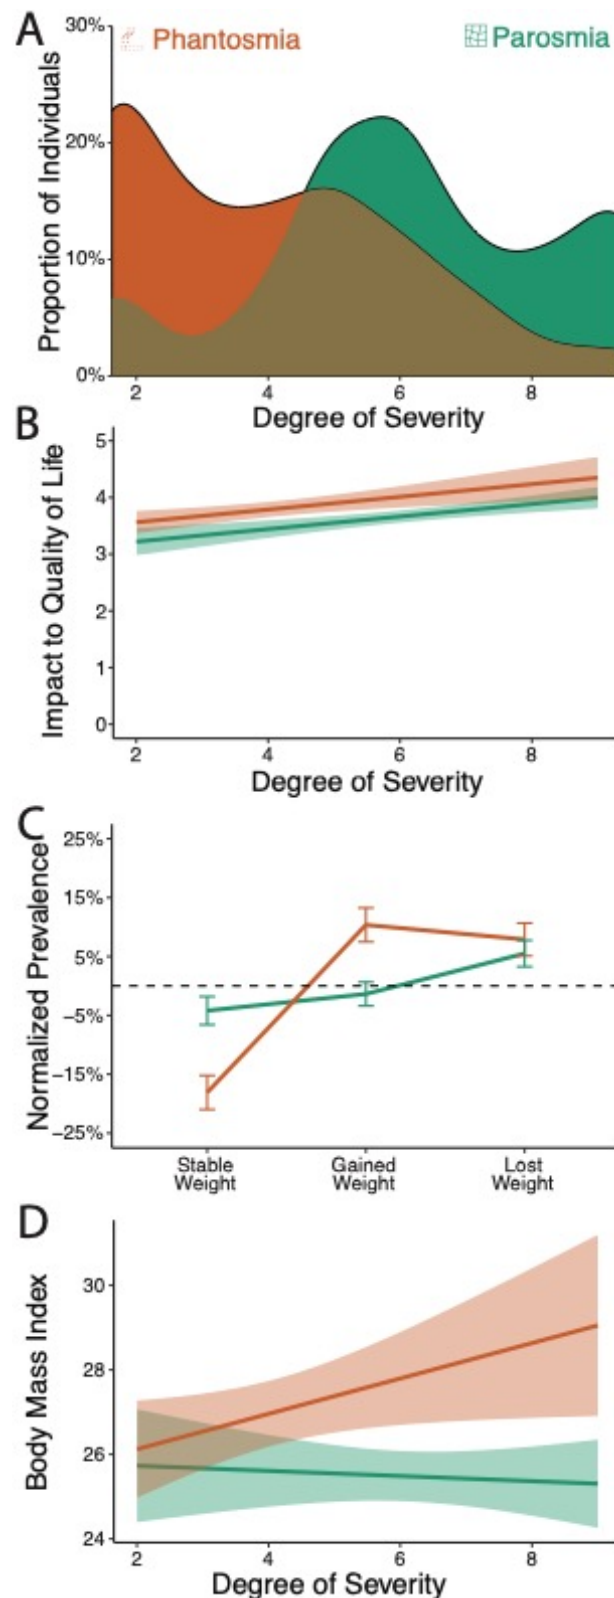 A
Phantosmia
Parosmia
Proportion of Individuals
30%
20%
10%
0%
2 4 6 8
Degree of Severity
B
Impact to Quality of Life
5
4
3
2
1
0
2 4 6 8
Degree of Severity
C
Normalized Prevalence
25%
15%
5%
−5%
−15%
−25%
Stable Gained Lost
Weight Weight Weight
D
Body Mass Index
30
28
26
24
2 4 6 8
Degree of Severity